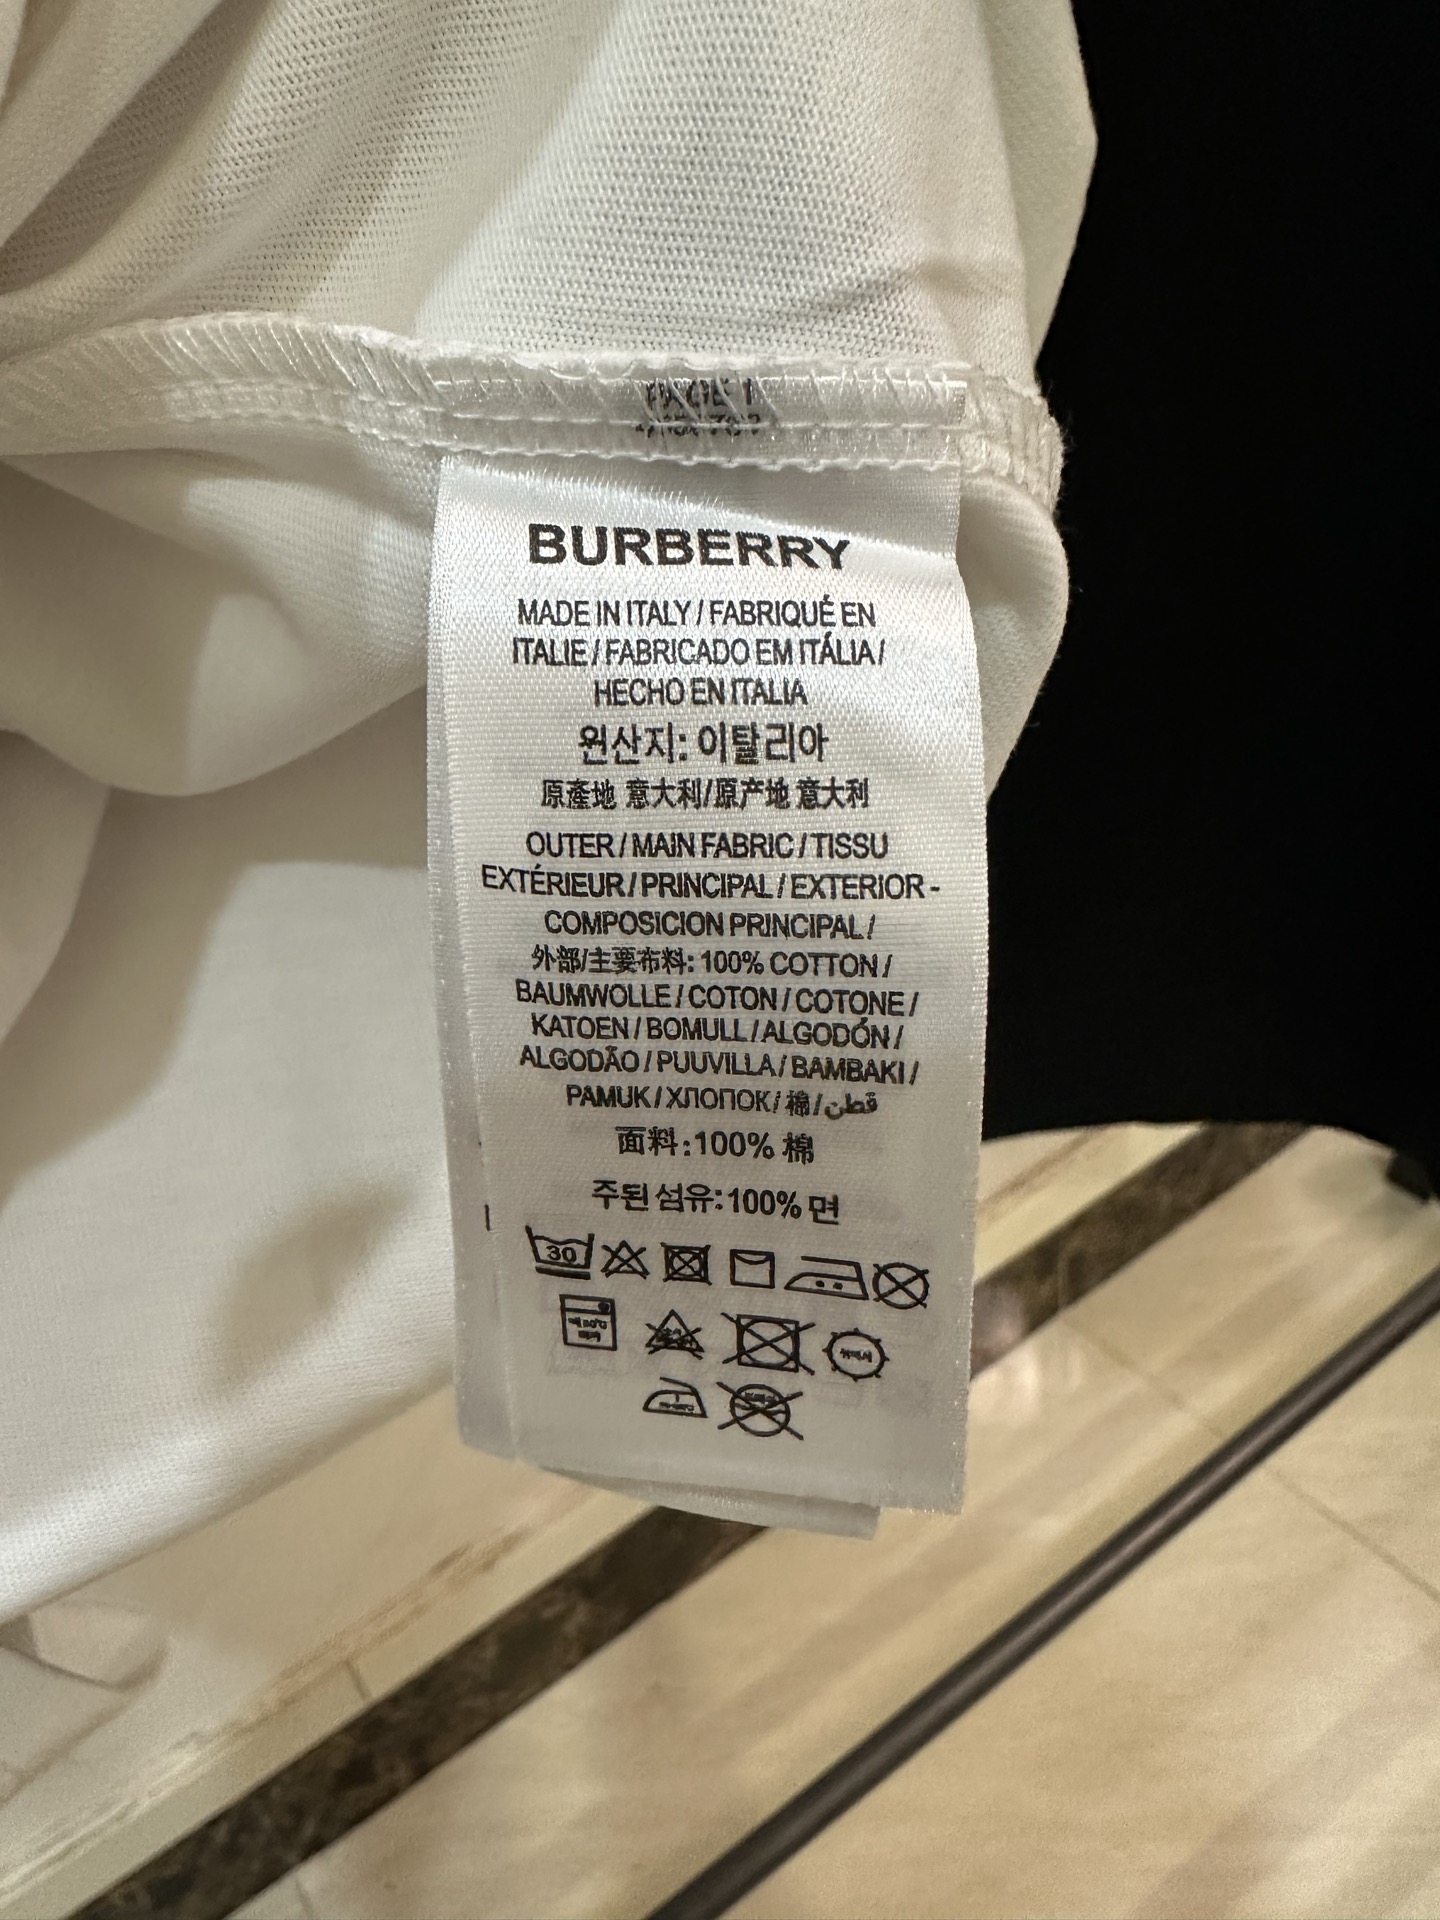 BURBERRY
MADE IN ITALY / FABRIQUÉ EN
ITALIE / FABRICADO EM ITÁLIA /
HECHO EN ITALIA
원산지: 이탈리아
原產地 意大利/原产地 意大利
OUTER / MAIN FABRIC / TISSU
EXTÉRIEUR / PRINCIPAL / EXTERIOR -
COMPOSICION PRINCIPAL /
外部/主要布料: 100% COTTON /
BAUMWOLLE / COTON / COTONE /
KATOEN / BOMULL / ALGODÓN /
ALGODÃO / PUUVILLA / BAMBAKI /
PAMUK / ХЛОПОК / 棉 / قطن
面料:100% 棉
주된 섬유:100% 면
30